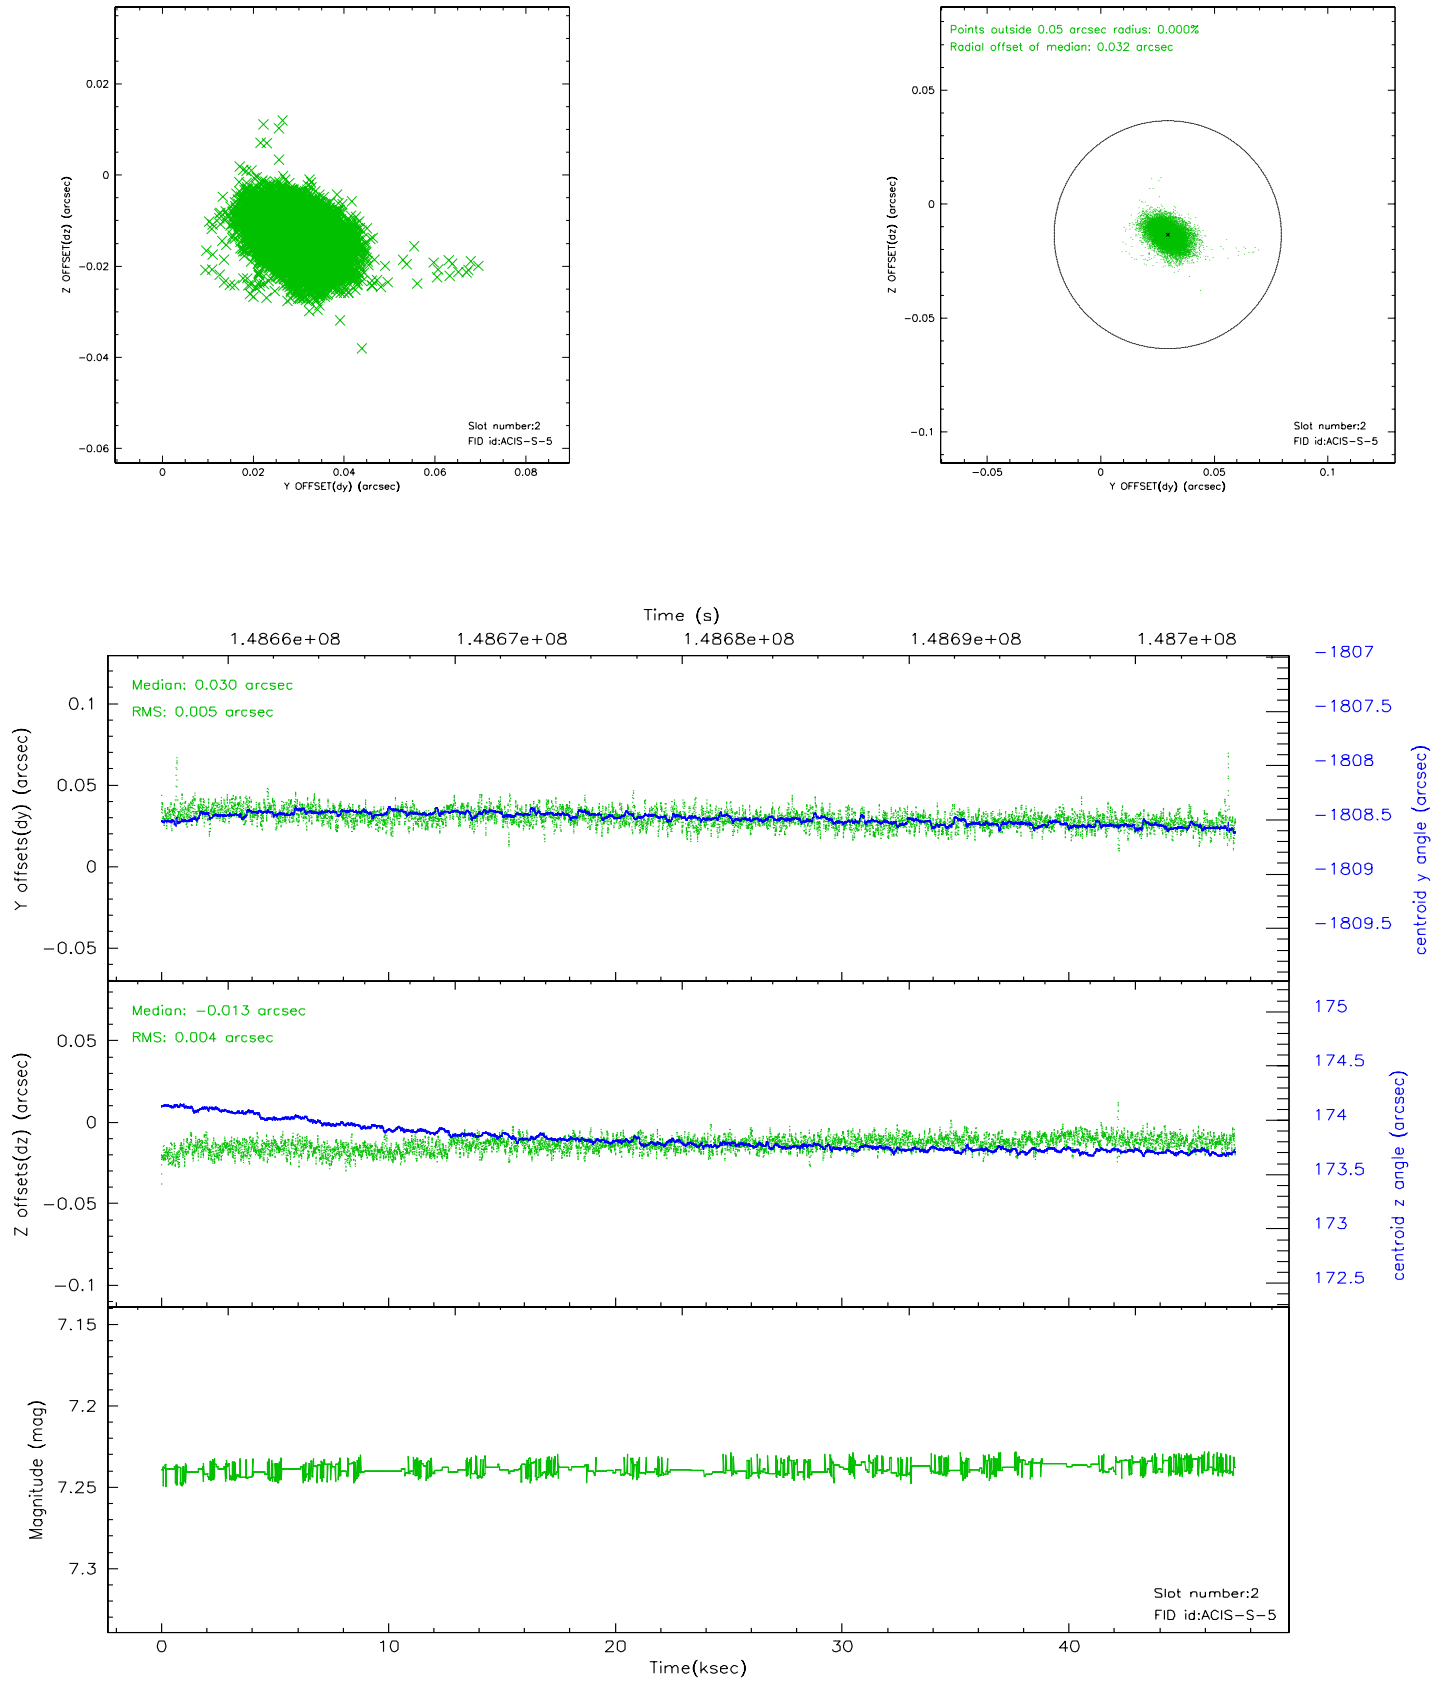 0.02
0
-0.02
-0.04
-0.06
Z OFFSET(dz) (arcsec)
0 0.02 0.04 0.06 0.08
Y OFFSET(dy) (arcsec)
Slot number:2
FID id:ACIS-S-5
Points outside 0.05 arcsec radius: 0.000%
Radial offset of median: 0.032 arcsec
0.05
0
-0.05
-0.1
Z OFFSET(dz) (arcsec)
-0.05 0 0.05 0.1
Y OFFSET(dy) (arcsec)
Slot number:2
FID id:ACIS-S-5
Time (s)
1.4866e+08 1.4867e+08 1.4868e+08 1.4869e+08 1.487e+08
Median: 0.030 arcsec
RMS: 0.005 arcsec
0.1
0.05
0
-0.05
Y offsets(dy) (arcsec)
-1807
-1807.5
-1808
-1808.5
-1809
-1809.5
centroid y angle (arcsec)
Median: -0.013 arcsec
RMS: 0.004 arcsec
0.05
0
-0.05
-0.1
Z offsets(dz) (arcsec)
175
174.5
174
173.5
173
172.5
centroid z angle (arcsec)
7.15
7.2
7.25
7.3
Magnitude (mag)
Slot number:2
FID id:ACIS-S-5
0 10 20 30 40
Time(ksec)